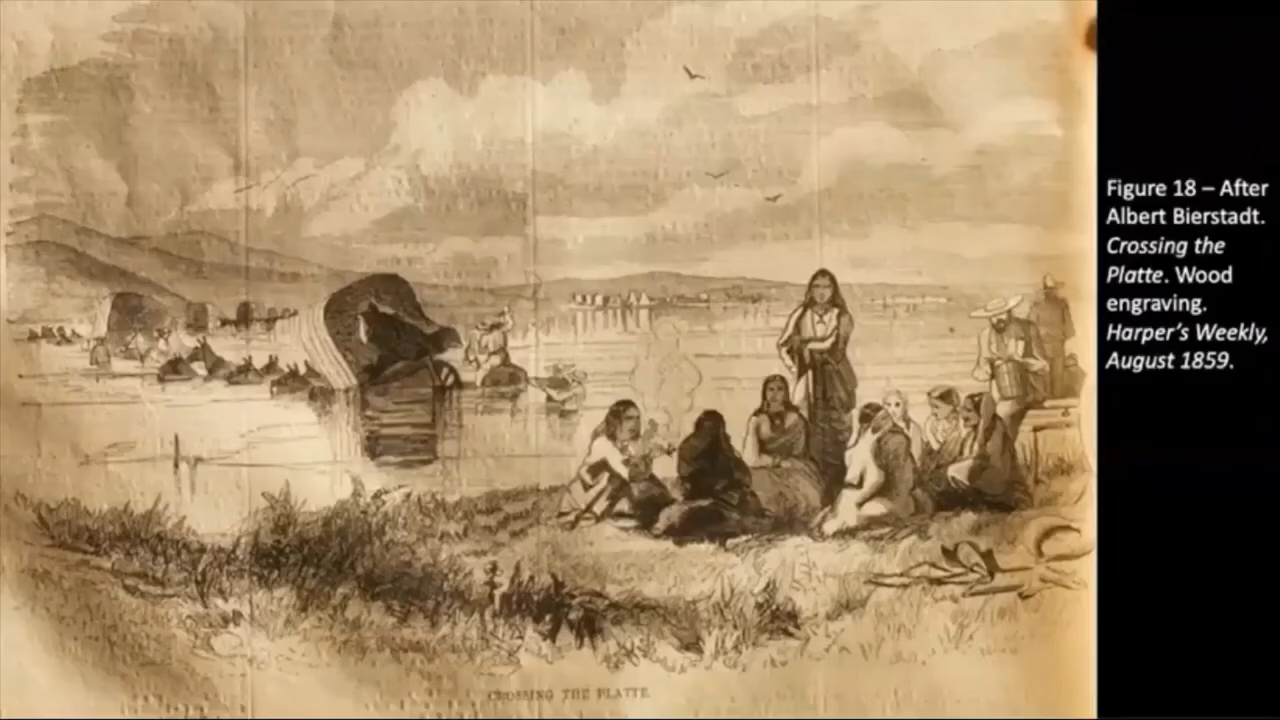 Figure 18 – After
Albert Bierstadt.
Crossing the
Platte. Wood
engraving.
Harper's Weekly,
August 1859.
CROSSING THE PLATTE.